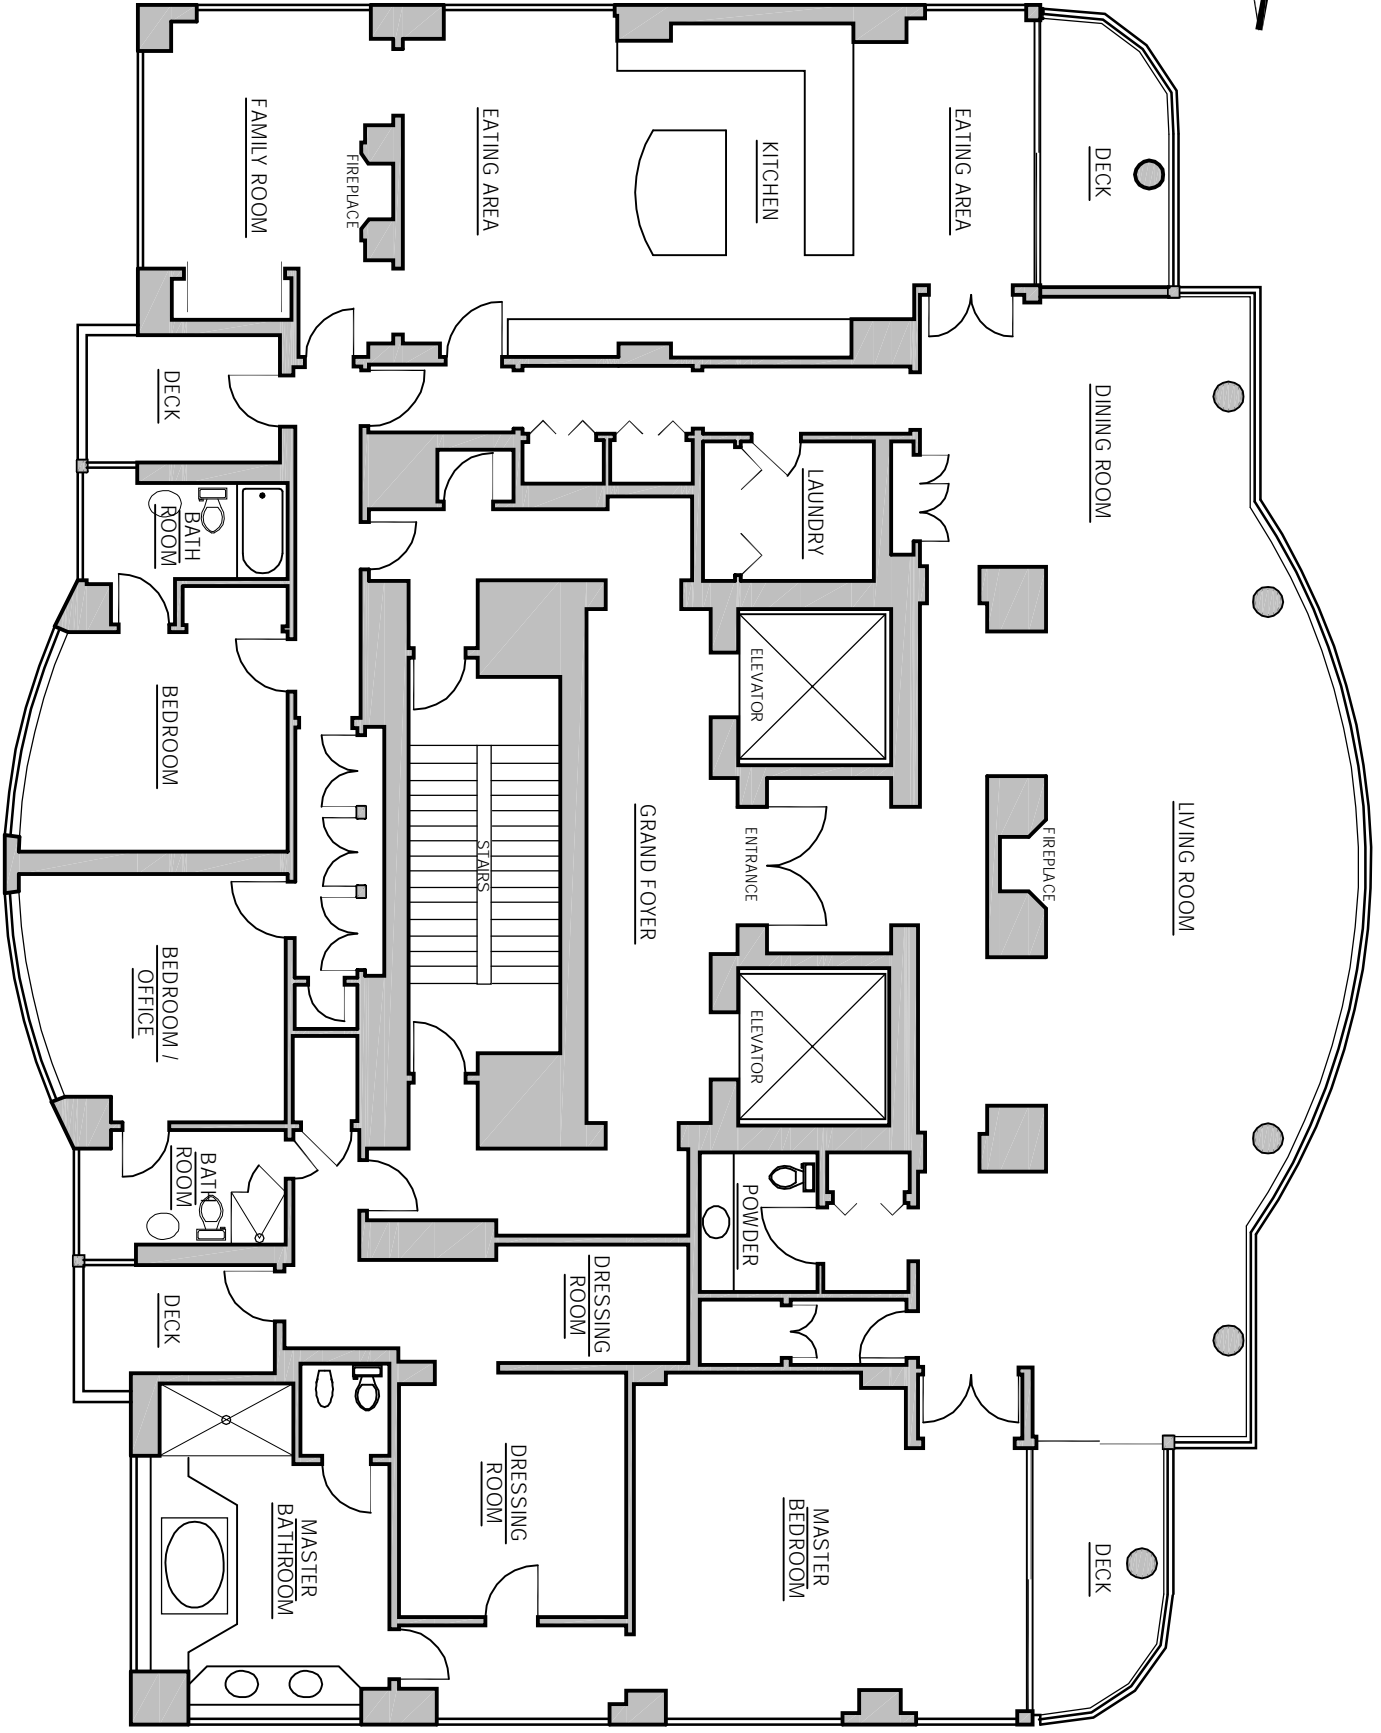 FAMILY ROOM
FIREPLACE
EATING AREA
KITCHEN
EATING AREA
DECK
DECK
BATH
ROOM
LAUNDRY
DINING ROOM
BEDROOM
ELEVATOR
STAIRS
GRAND FOYER
ENTRANCE
FIREPLACE
LIVING ROOM
BEDROOM /
OFFICE
ELEVATOR
BATH
ROOM
POWDER
DECK
DRESSING
ROOM
MASTER
BATHROOM
DRESSING
ROOM
MASTER
BEDROOM
DECK